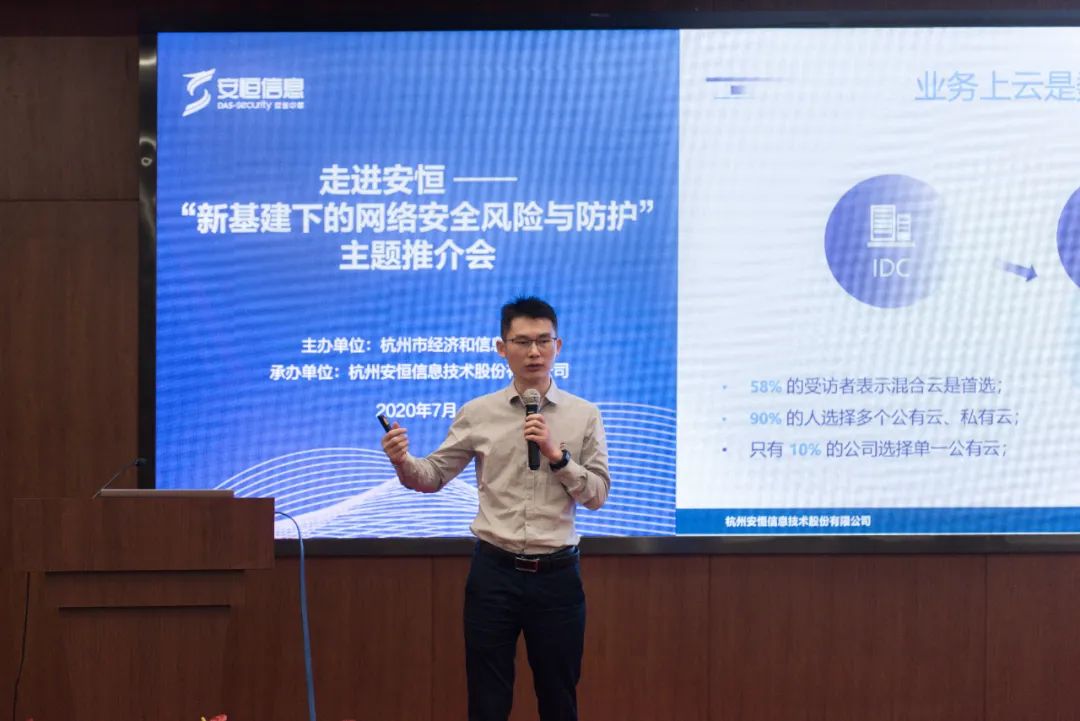 安恒信息
DAS-security
走进安恒 ——
“新基建下的网络安全风险与防护”
主题推介会
主办单位：杭州市经济和信息
承办单位：杭州安恒信息技术股份有 公司
2020年7月
业务上云是
IDC
58% 的受访者表示混合云是首选；
90% 的人选择多个公有云、私有云；
只有 10% 的公司选择单一公有云；
杭州安恒信息技术股份有限公司